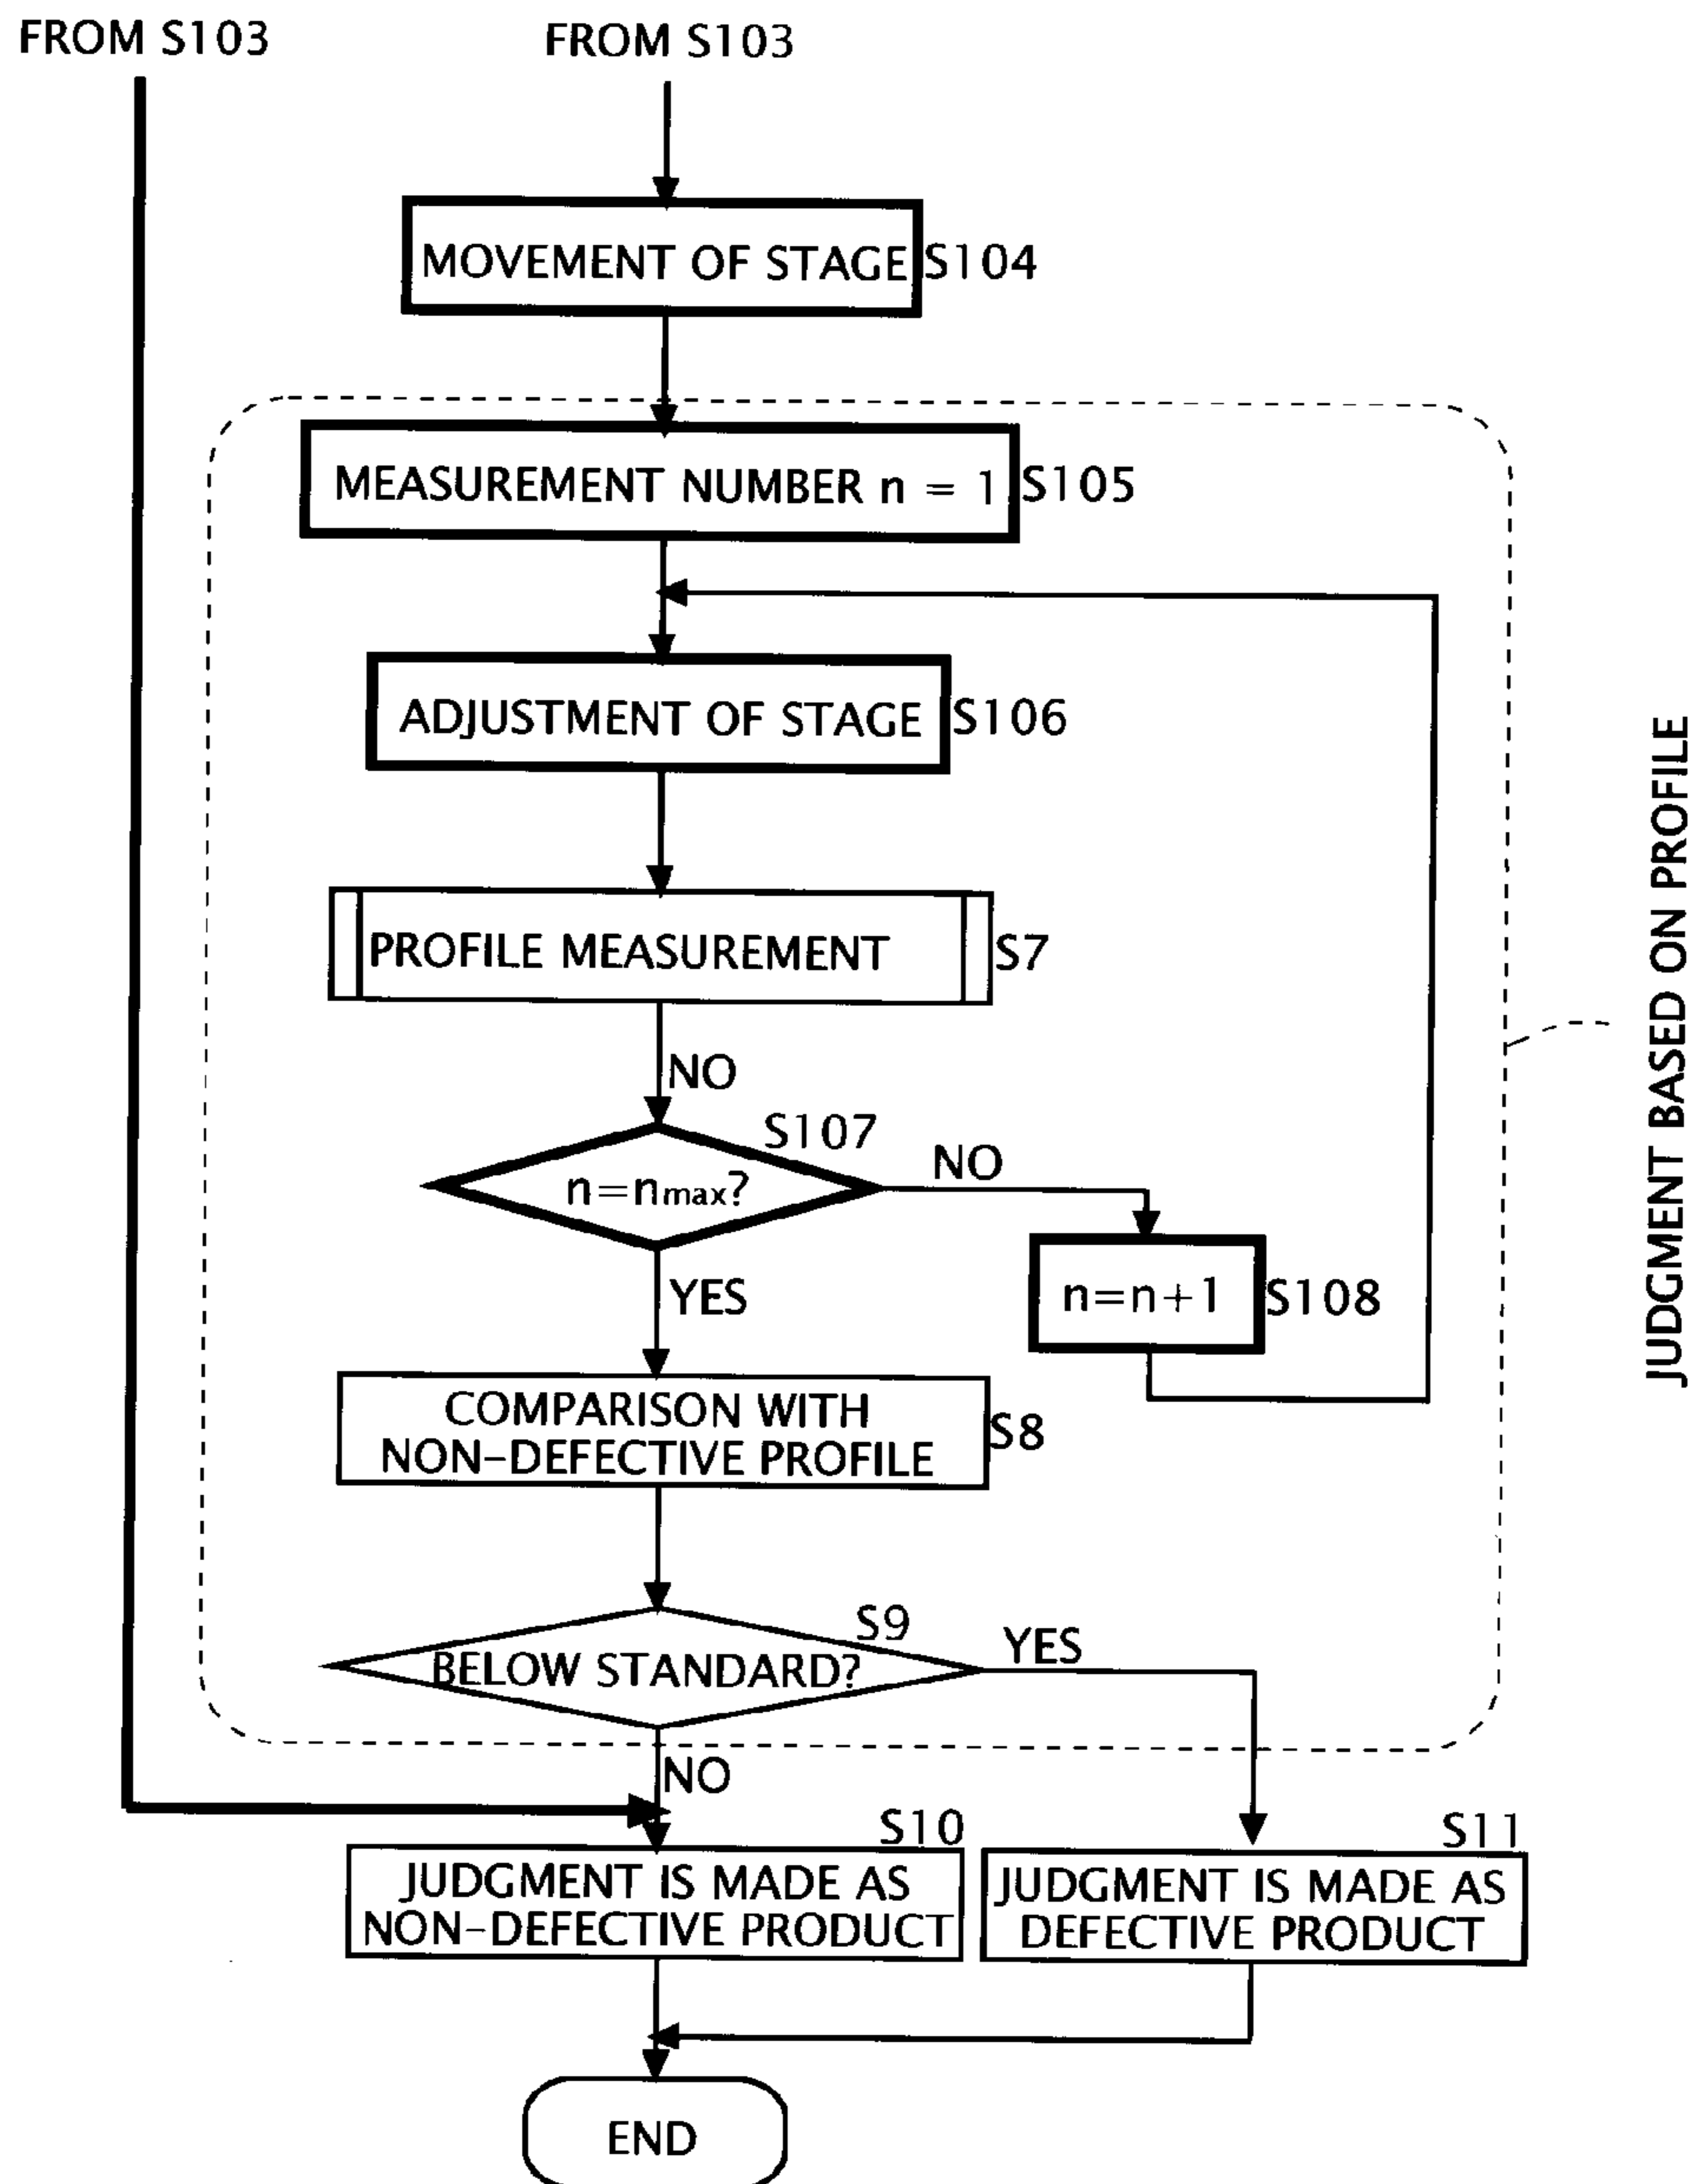 FROM S103
FROM S103
MOVEMENT OF STAGE
S104
MEASUREMENT NUMBER n = 1
S105
ADJUSTMENT OF STAGE
S106
PROFILE MEASUREMENT
S7
NO
S107
n=nmax?
NO
YES
n=n+1
S108
COMPARISON WITH
NON-DEFECTIVE PROFILE
S8
S9
BELOW STANDARD?
YES
NO
S10
JUDGMENT IS MADE AS
NON-DEFECTIVE PRODUCT
S11
JUDGMENT IS MADE AS
DEFECTIVE PRODUCT
END
JUDGMENT BASED ON PROFILE